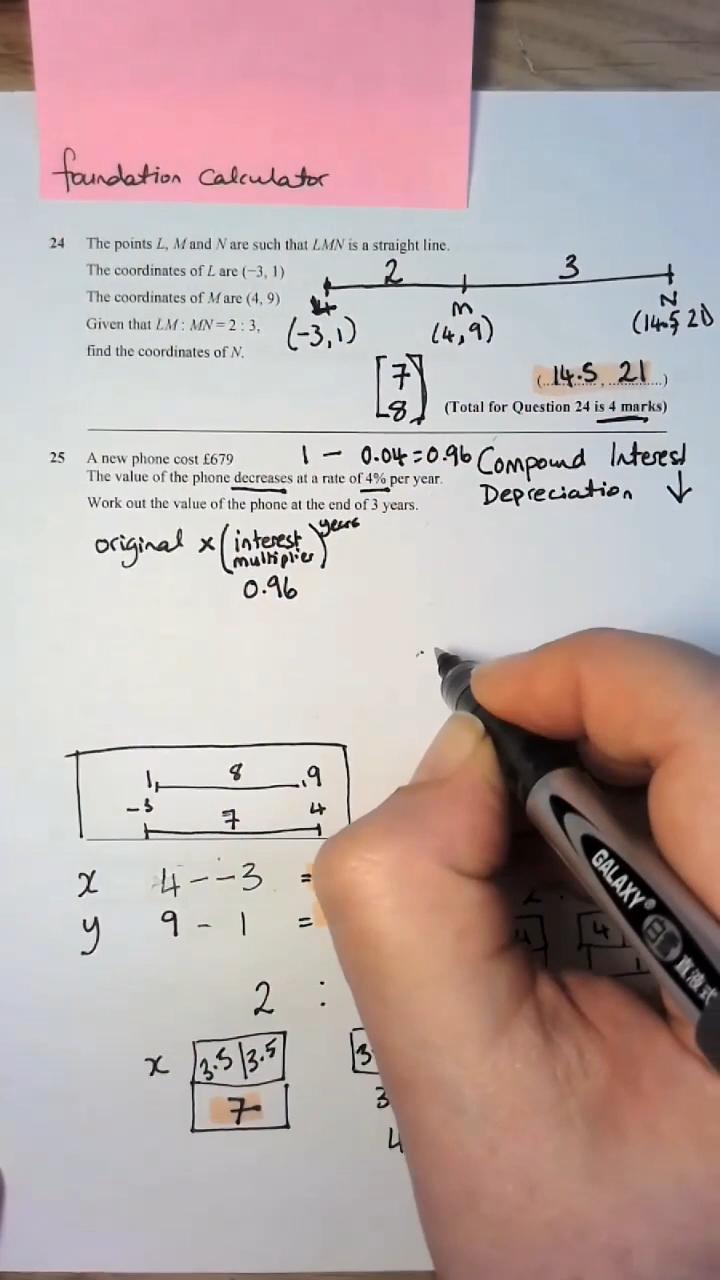 foundation calculator
24 The points L, M and N are such that LMN is a straight line.
The coordinates of L are (−3, 1)
The coordinates of M are (4, 9)
Given that LM : MN = 2 : 3,
find the coordinates of N.
2 3
L M N
(-3,1) (4,9) (14.5 21)
[7 8]
(14.5, 21)
(Total for Question 24 is 4 marks)
25 A new phone cost £679
The value of the phone decreases at a rate of 4% per year.
Work out the value of the phone at the end of 3 years.
1 - 0.04 = 0.96 Compound Interest
Depreciation ↓
original × (interest multiplier) years
0.96
1 8 9
-3 7 4
x 4 - -3 =
y 9 - 1 =
2 :
x 3.5 3.5
7
GALAXY